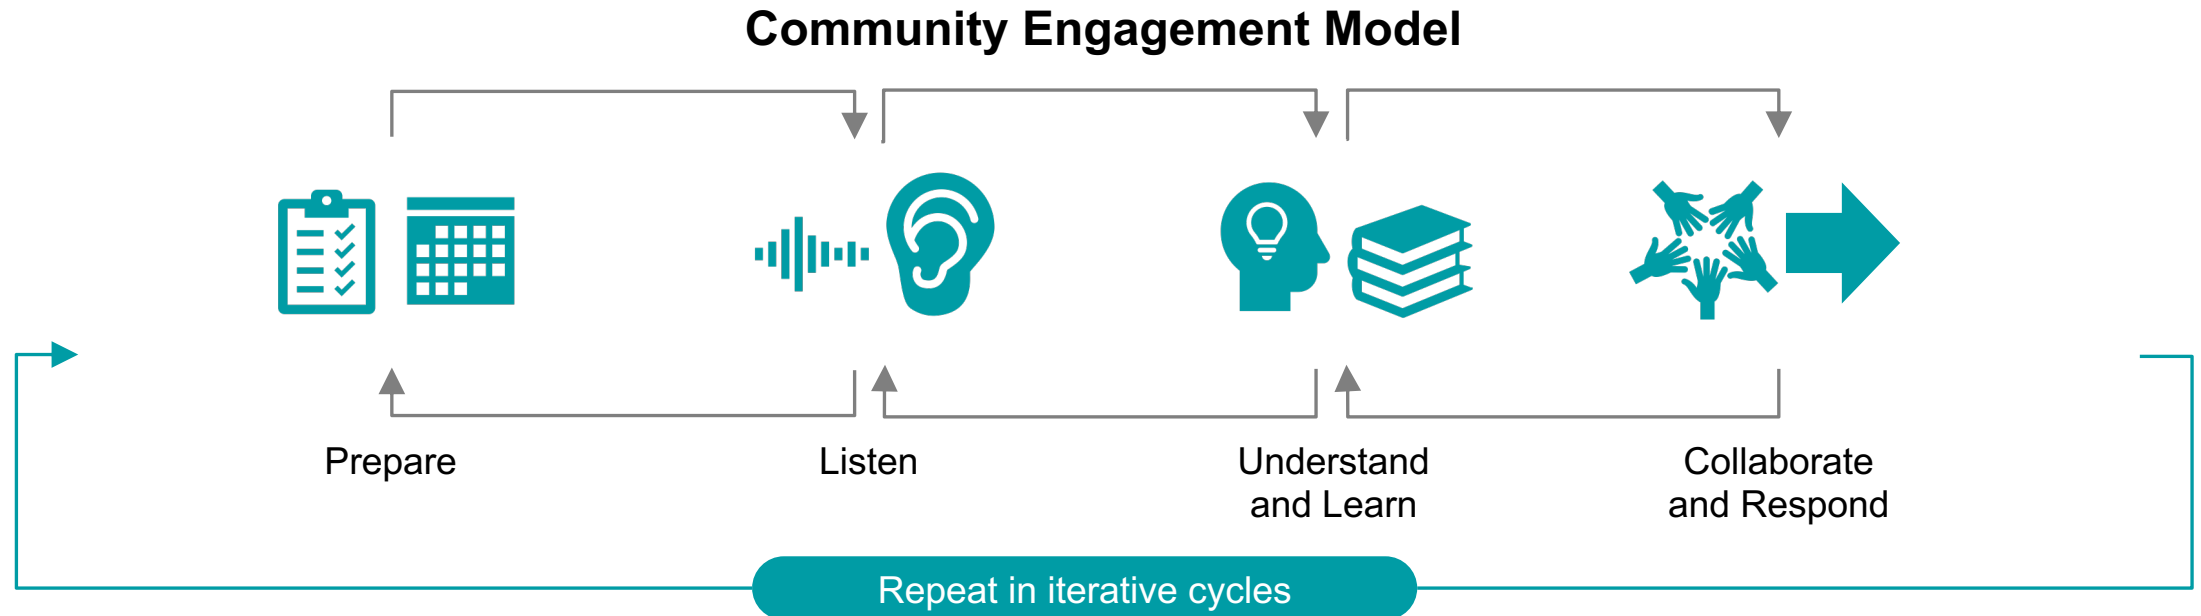 Community Engagement Model
Prepare
Listen
Understand
and Learn
Collaborate
and Respond
Repeat in iterative cycles